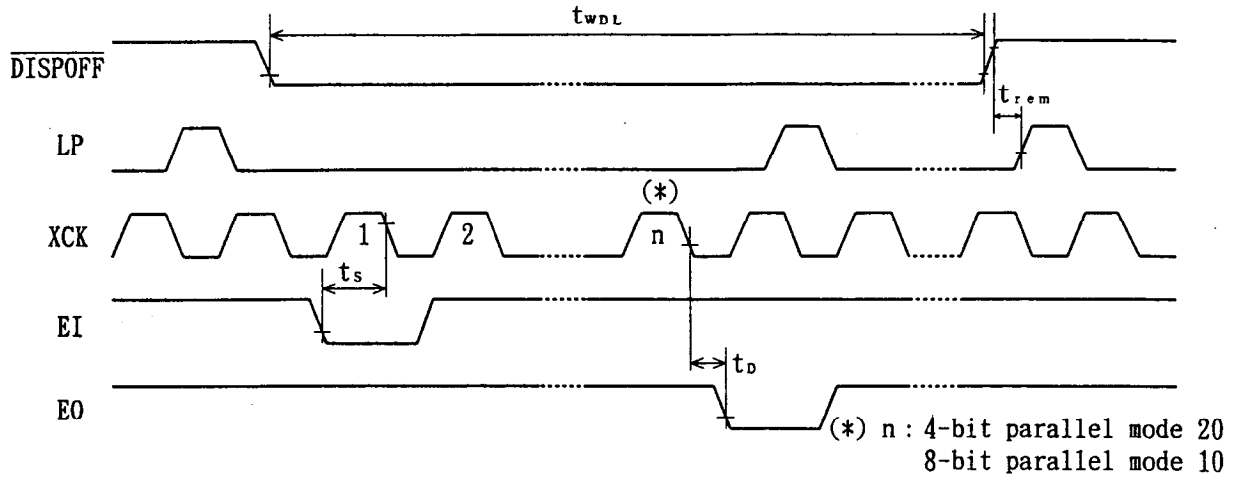 tWDL
DISPOFF
trem
LP
(*)
XCK
1
2
n
tS
EI
tD
EO
(*) n : 4-bit parallel mode 20
8-bit parallel mode 10